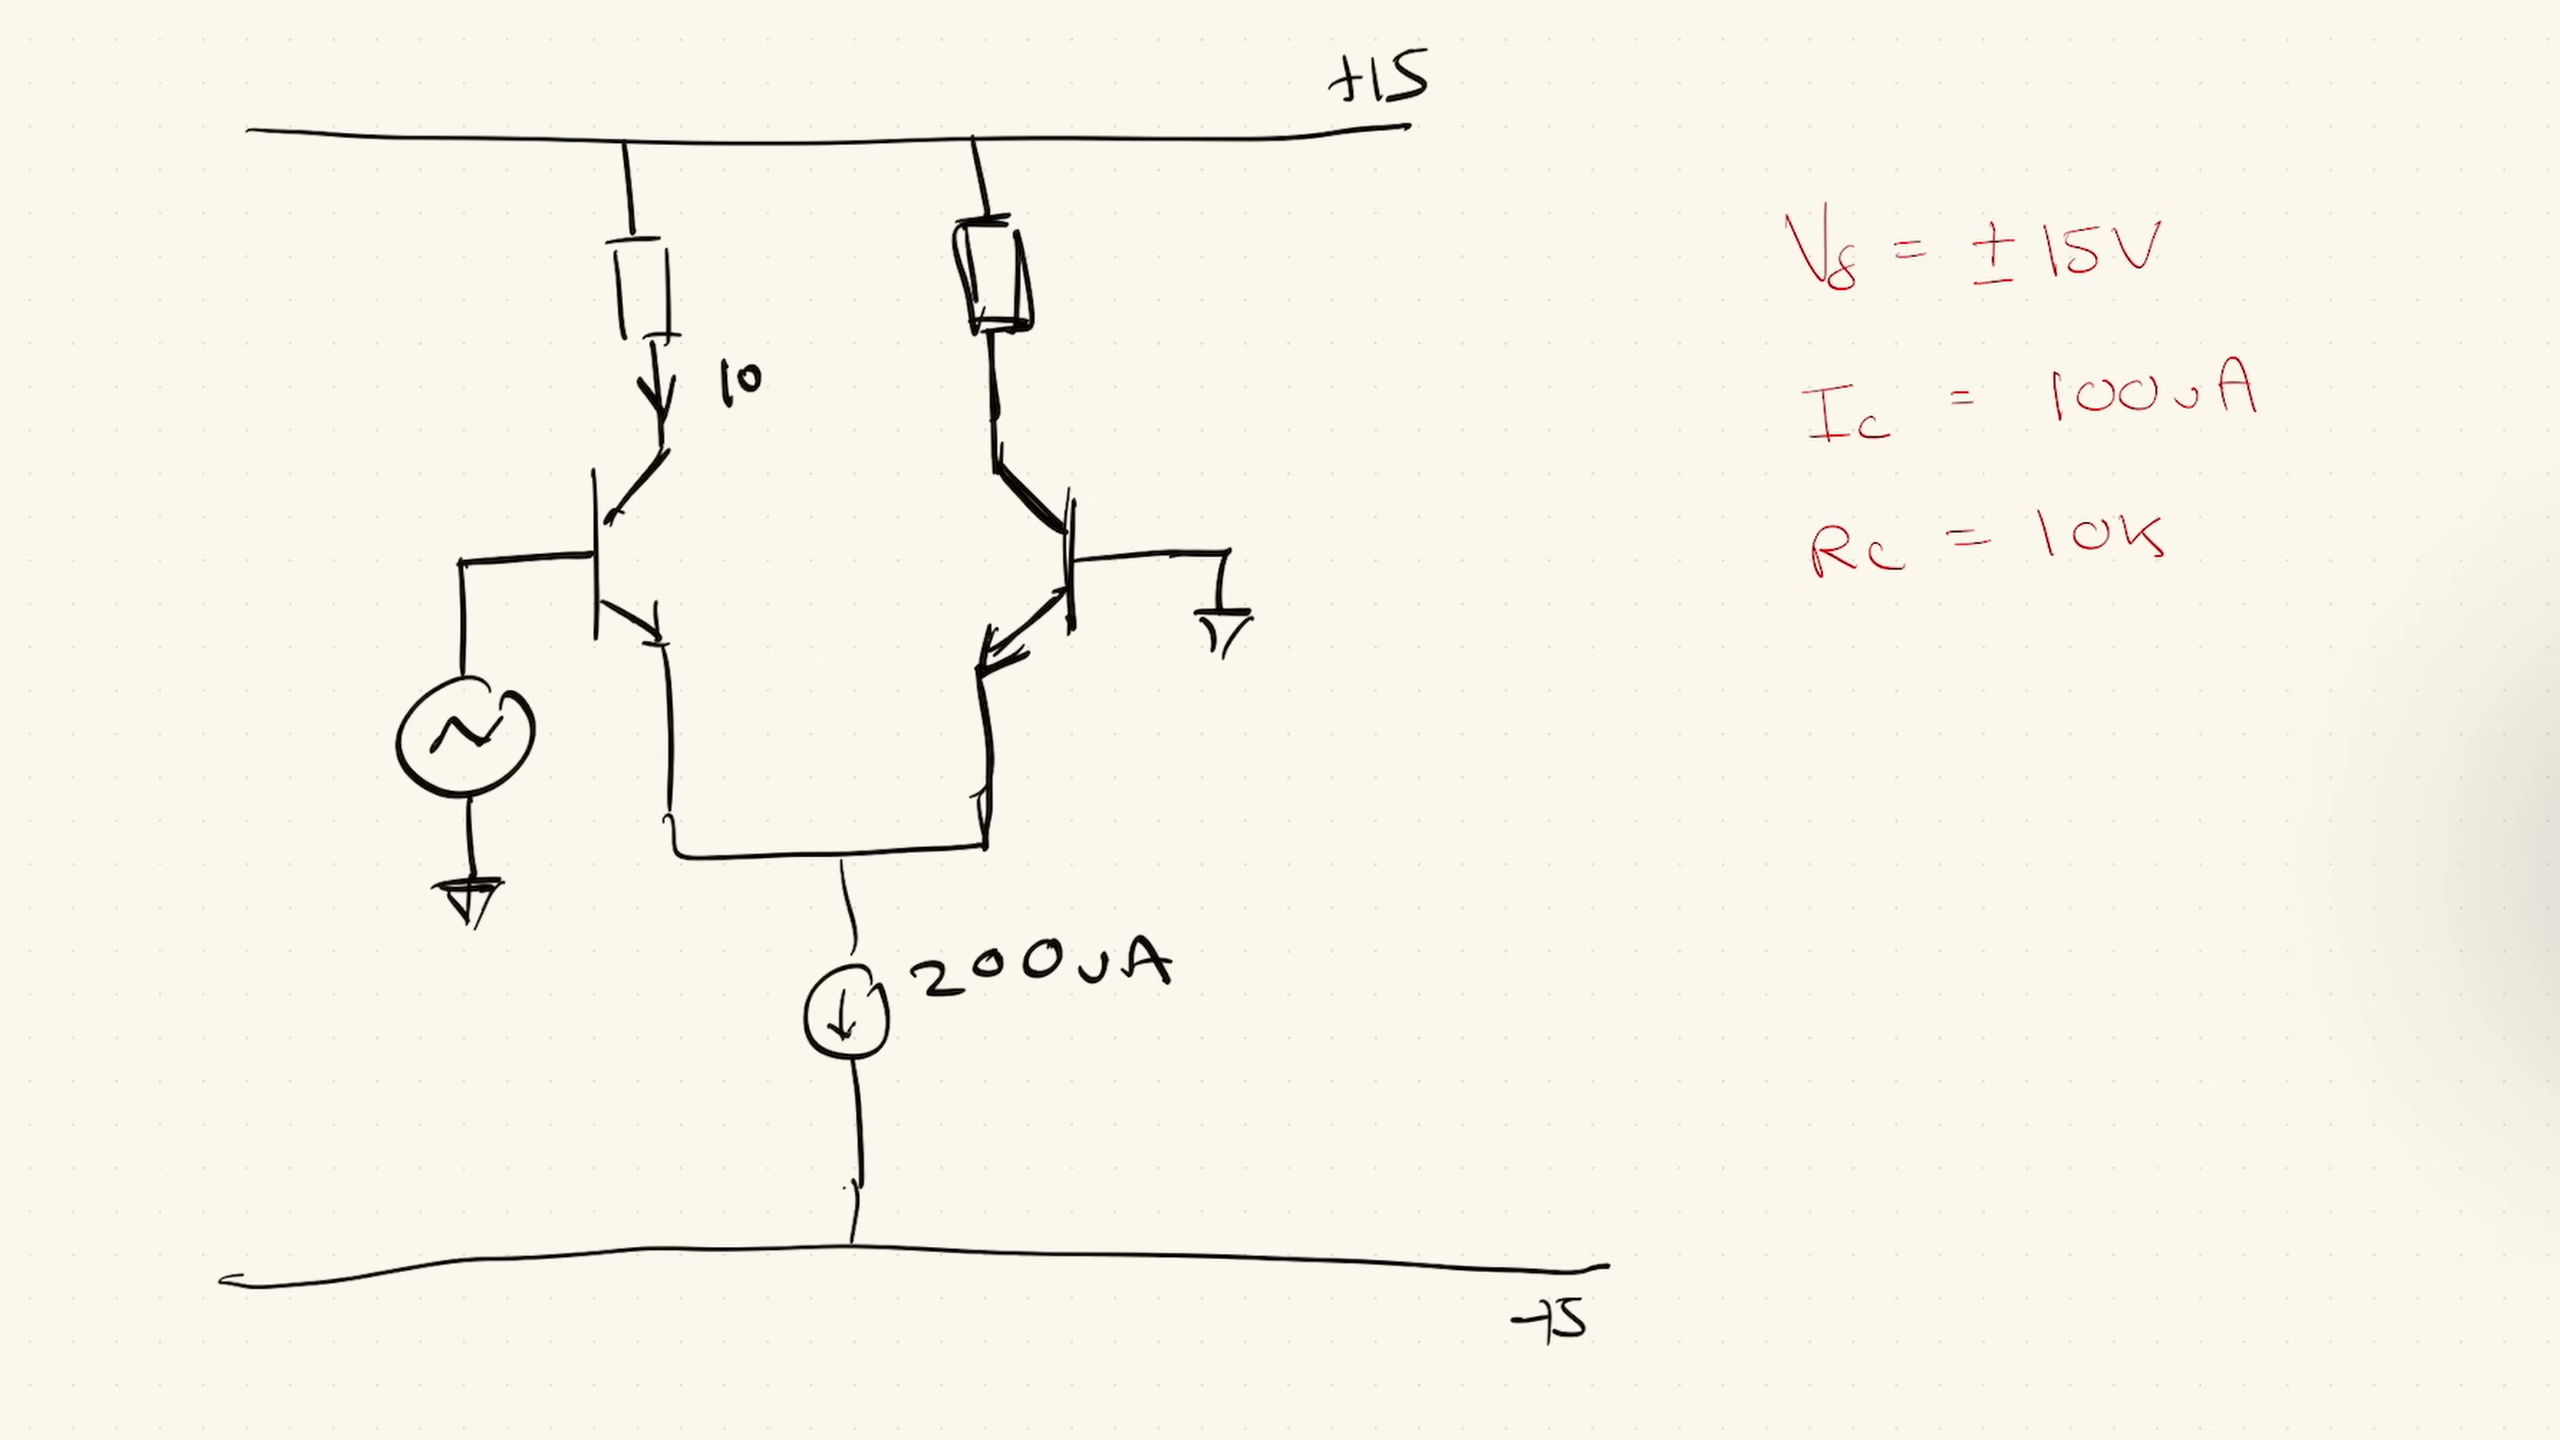 +15
Vs = ± 15V
10
Ic = 100uA
Rc = 10k
200uA
-15